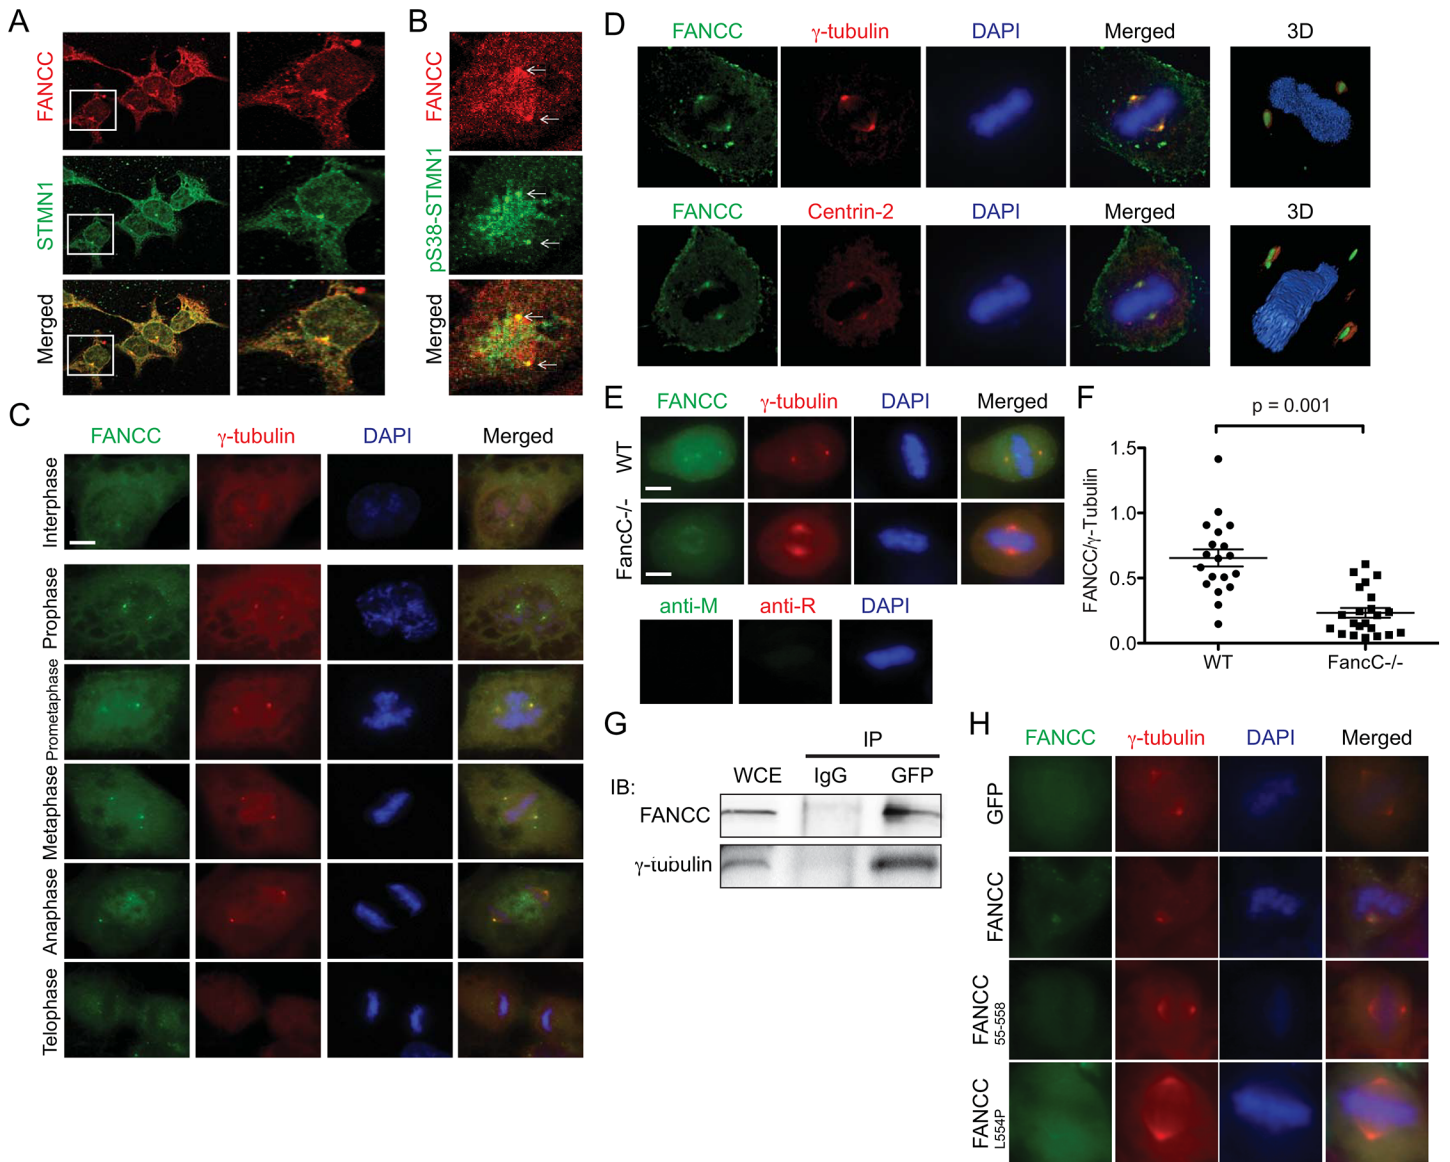 A
FANCC
STMN1
Merged
B
FANCC
pS38-STMN1
Merged
C
FANCC γ-tubulin DAPI Merged
Interphase
Prophase
Prometaphase
Metaphase
Anaphase
Telophase
D
FANCC γ-tubulin DAPI Merged 3D
FANCC Centrin-2 DAPI Merged 3D
E
FANCC γ-tubulin DAPI Merged
WT
FancC-/-
anti-M anti-R DAPI
F
p = 0.001
FANCC/γ-Tubulin
1.5
1.0
0.5
0.0
WT FancC-/-
G
IP
WCE IgG GFP
IB:
FANCC
γ-tubulin
H
FANCC γ-tubulin DAPI Merged
GFP
FANCC
FANCC
55-558
FANCC
L554P